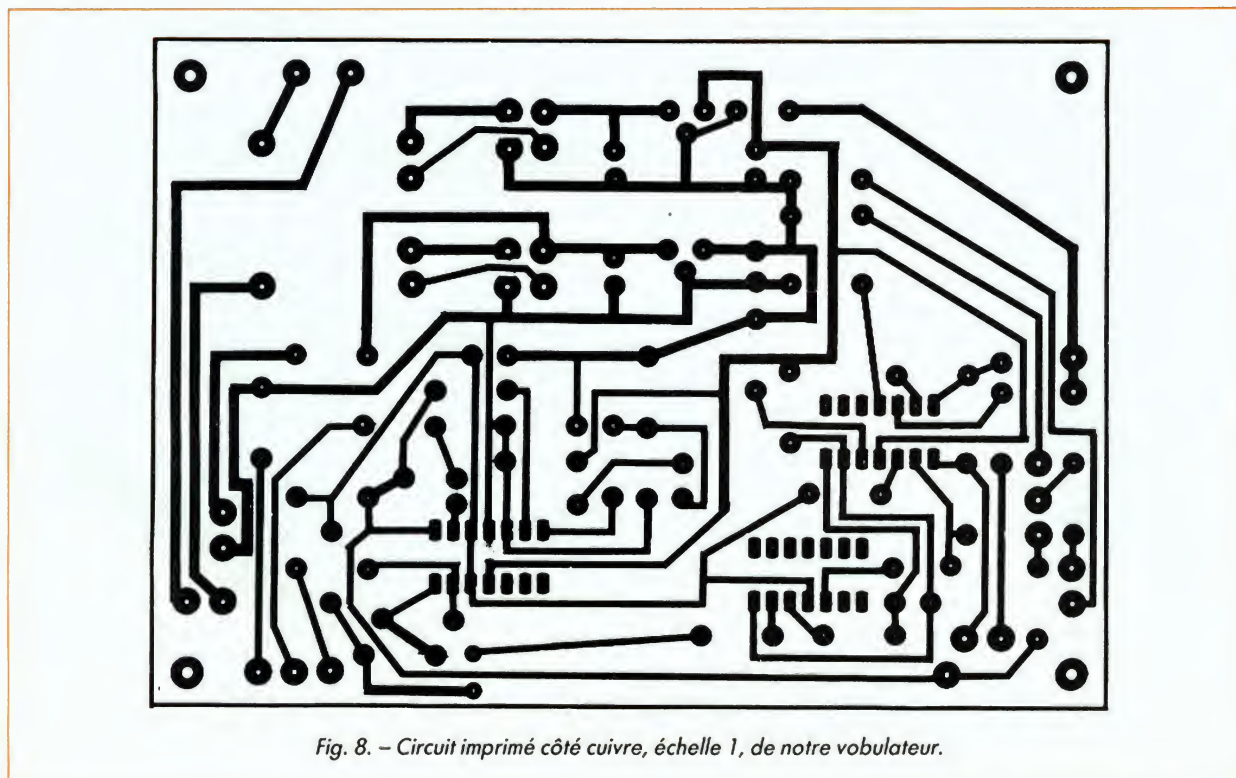 Fig. 8. – Circuit imprimé côté cuivre, échelle 1, de notre vobulateur.